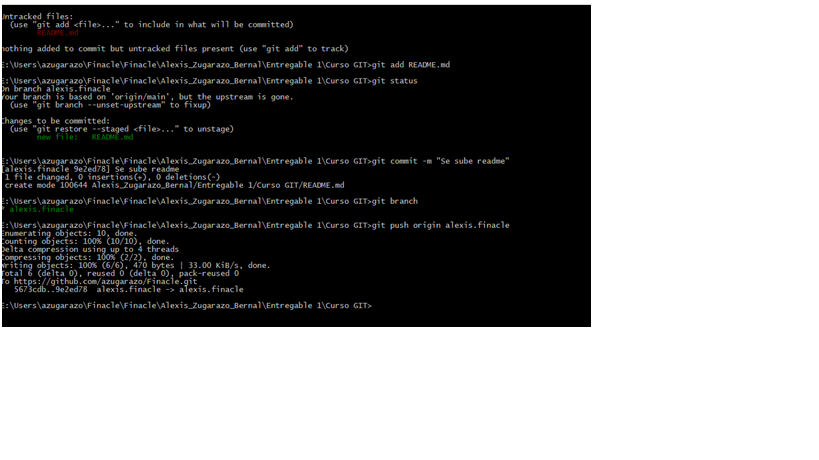 Untracked files:
(use "git add <file>..." to include in what will be committed)
README.md
nothing added to commit but untracked files present (use "git add" to track)
E:\Users\azugarazo\Finacle\Finacle\Alexis_Zugarazo_Bernal\Entregable 1\Curso GIT>git add README.md
E:\Users\azugarazo\Finacle\Finacle\Alexis_Zugarazo_Bernal\Entregable 1\Curso GIT>git status
On branch alexis.finacle
Your branch is based on 'origin/main', but the upstream is gone.
(use "git branch --unset-upstream" to fixup)
Changes to be committed:
(use "git restore --staged <file>..." to unstage)
new file:   README.md
E:\Users\azugarazo\Finacle\Finacle\Alexis_Zugarazo_Bernal\Entregable 1\Curso GIT>git commit -m "Se sube readme"
[alexis.finacle 9e2ed78] Se sube readme
1 file changed, 0 insertions(+), 0 deletions(-)
create mode 100644 Alexis_Zugarazo_Bernal/Entregable 1/Curso GIT/README.md
E:\Users\azugarazo\Finacle\Finacle\Alexis_Zugarazo_Bernal\Entregable 1\Curso GIT>git branch
* alexis.finacle
E:\Users\azugarazo\Finacle\Finacle\Alexis_Zugarazo_Bernal\Entregable 1\Curso GIT>git push origin alexis.finacle
Enumerating objects: 10, done.
Counting objects: 100% (10/10), done.
Delta compression using up to 4 threads
Compressing objects: 100% (2/2), done.
Writing objects: 100% (6/6), 470 bytes | 33.00 KiB/s, done.
Total 6 (delta 0), reused 0 (delta 0), pack-reused 0
To https://github.com/azugarazo/Finacle.git
5673cdb..9e2ed78  alexis.finacle -> alexis.finacle
E:\Users\azugarazo\Finacle\Finacle\Alexis_Zugarazo_Bernal\Entregable 1\Curso GIT>